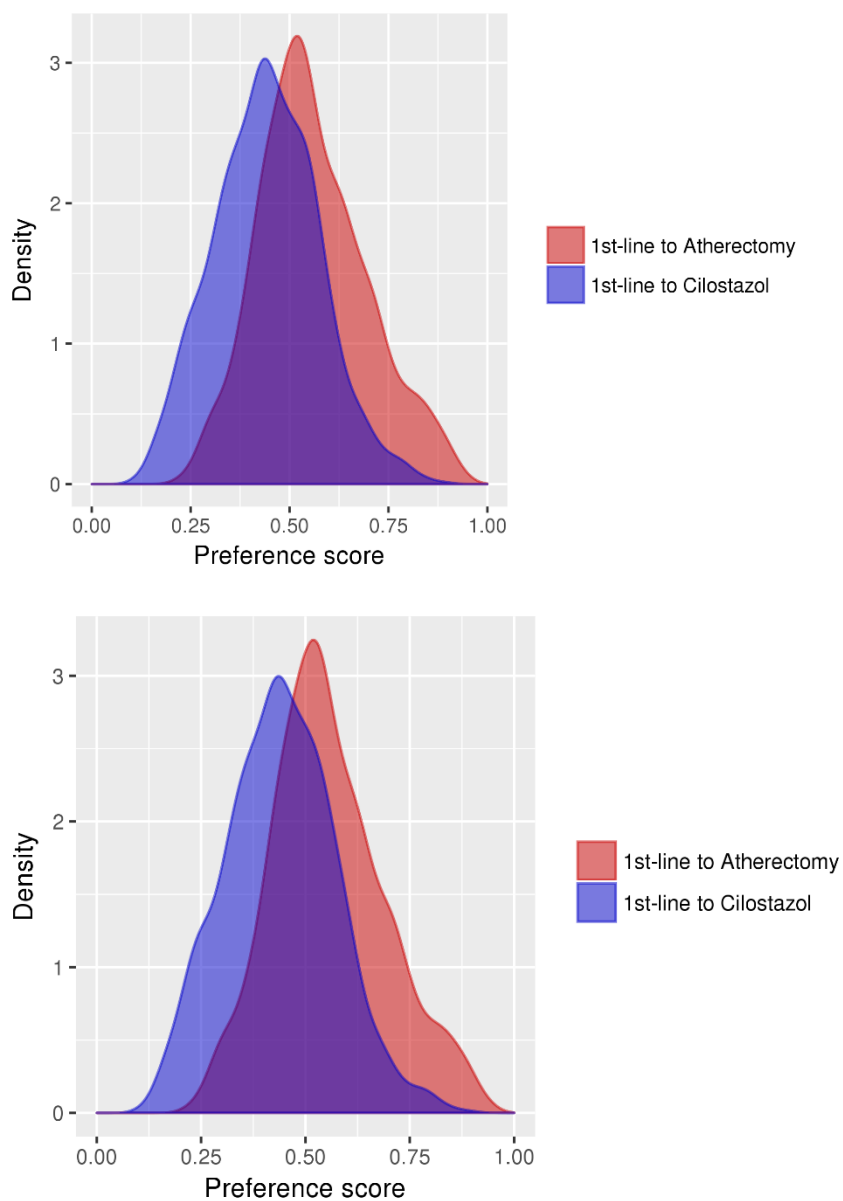 3
2
1
0
Density
0.00 0.25 0.50 0.75 1.00
Preference score
1st-line to Atherectomy
1st-line to Cilostazol
3
2
1
0
Density
0.00 0.25 0.50 0.75 1.00
Preference score
1st-line to Atherectomy
1st-line to Cilostazol